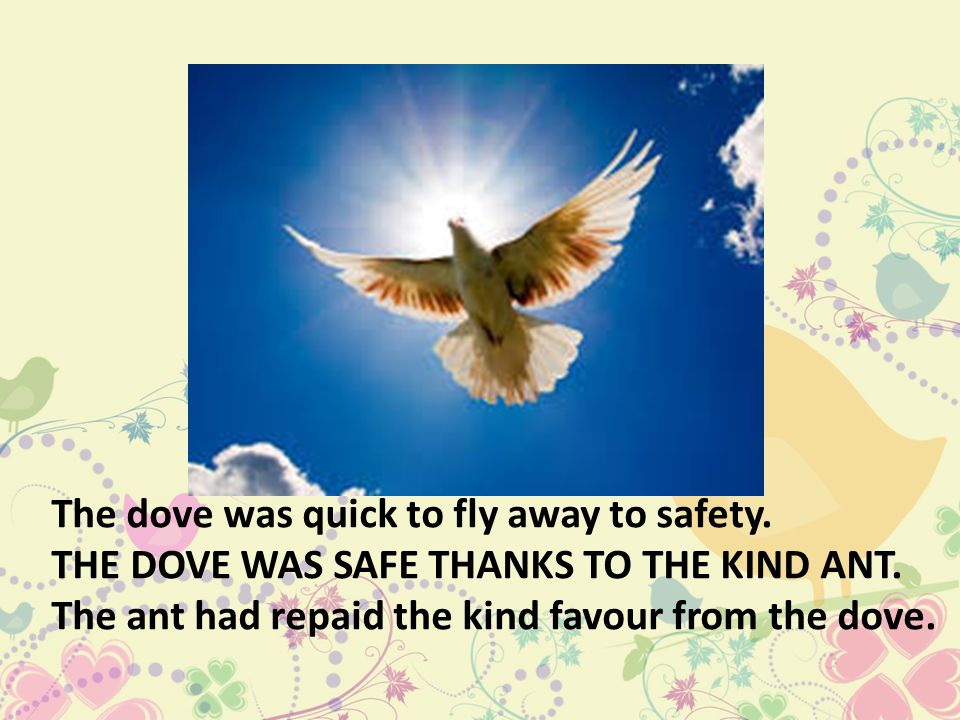 The dove was quick to fly away to safety.
THE DOVE WAS SAFE THANKS TO THE KIND ANT.
The ant had repaid the kind favour from the dove.